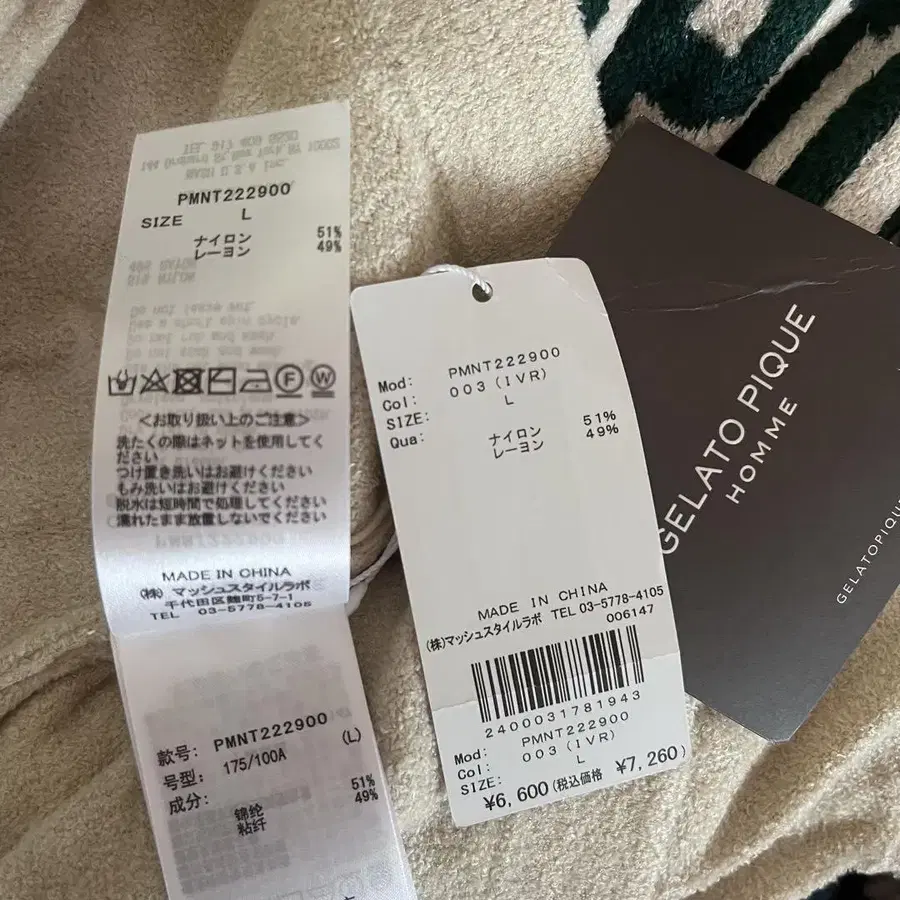 PMNT222900
SIZE L
ナイロン 51%
レーヨン 49%
<お取り扱い上のご注意>
洗たくの際はネットを使用してく
ださい
つけ置き洗いはお避けください
もみ洗いはお避けください
脱水は短時間で処理してください
濡れたまま放置しないでください
MADE IN CHINA
(株)マッシュスタイルラボ
千代田区麹町5-7-1
TEL 03-5778-4105
款号: PMNT222900
号型: 175/100A (L)
成分: 51%
49%
锦纶
粘纤
Mod: PMNT222900
Col: 003(IVR)
SIZE: L
Qua: ナイロン 51%
レーヨン 49%
MADE IN CHINA
(株)マッシュスタイルラボ TEL 03-5778-4105
006147
2400031781943
Mod: PMNT222900
Col: 003(IVR)
SIZE: L
¥6,600(税込価格 ¥7,260)
GELATO PIQUE
HOMME
GELATOPIQUE